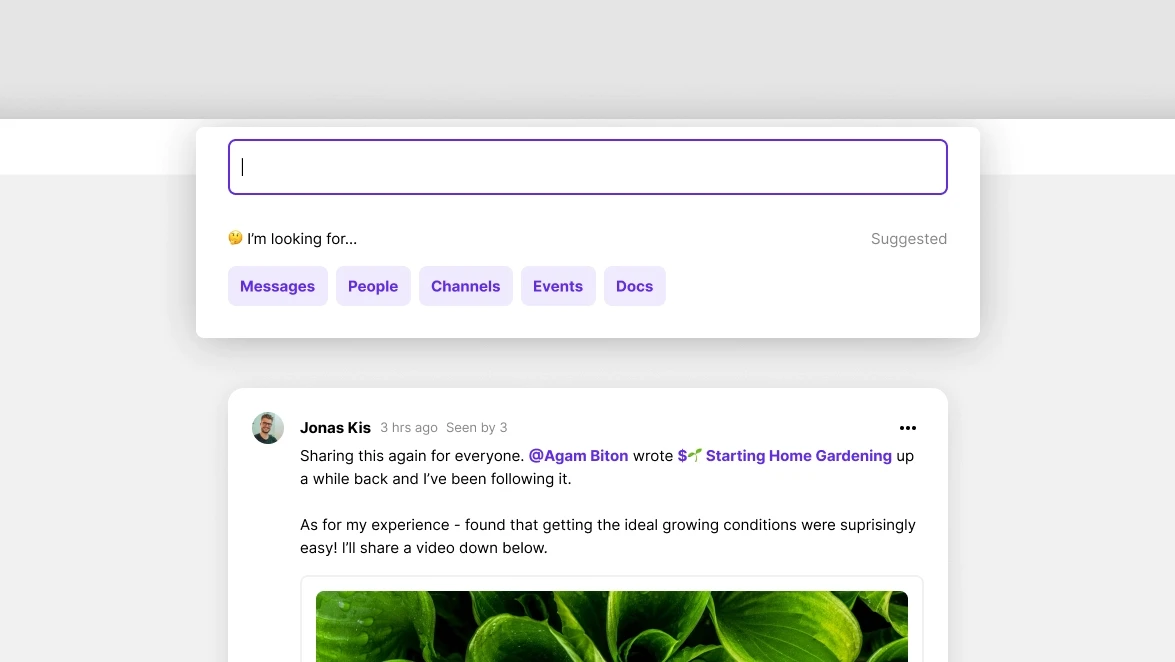 🤔 I’m looking for... Suggested
Messages People Channels Events Docs
Jonas Kis 3 hrs ago Seen by 3
Sharing this again for everyone. @Agam Biton wrote $🌱 Starting Home Gardening up
a while back and I’ve been following it.
As for my experience - found that getting the ideal growing conditions were suprisingly
easy! I’ll share a video down below.